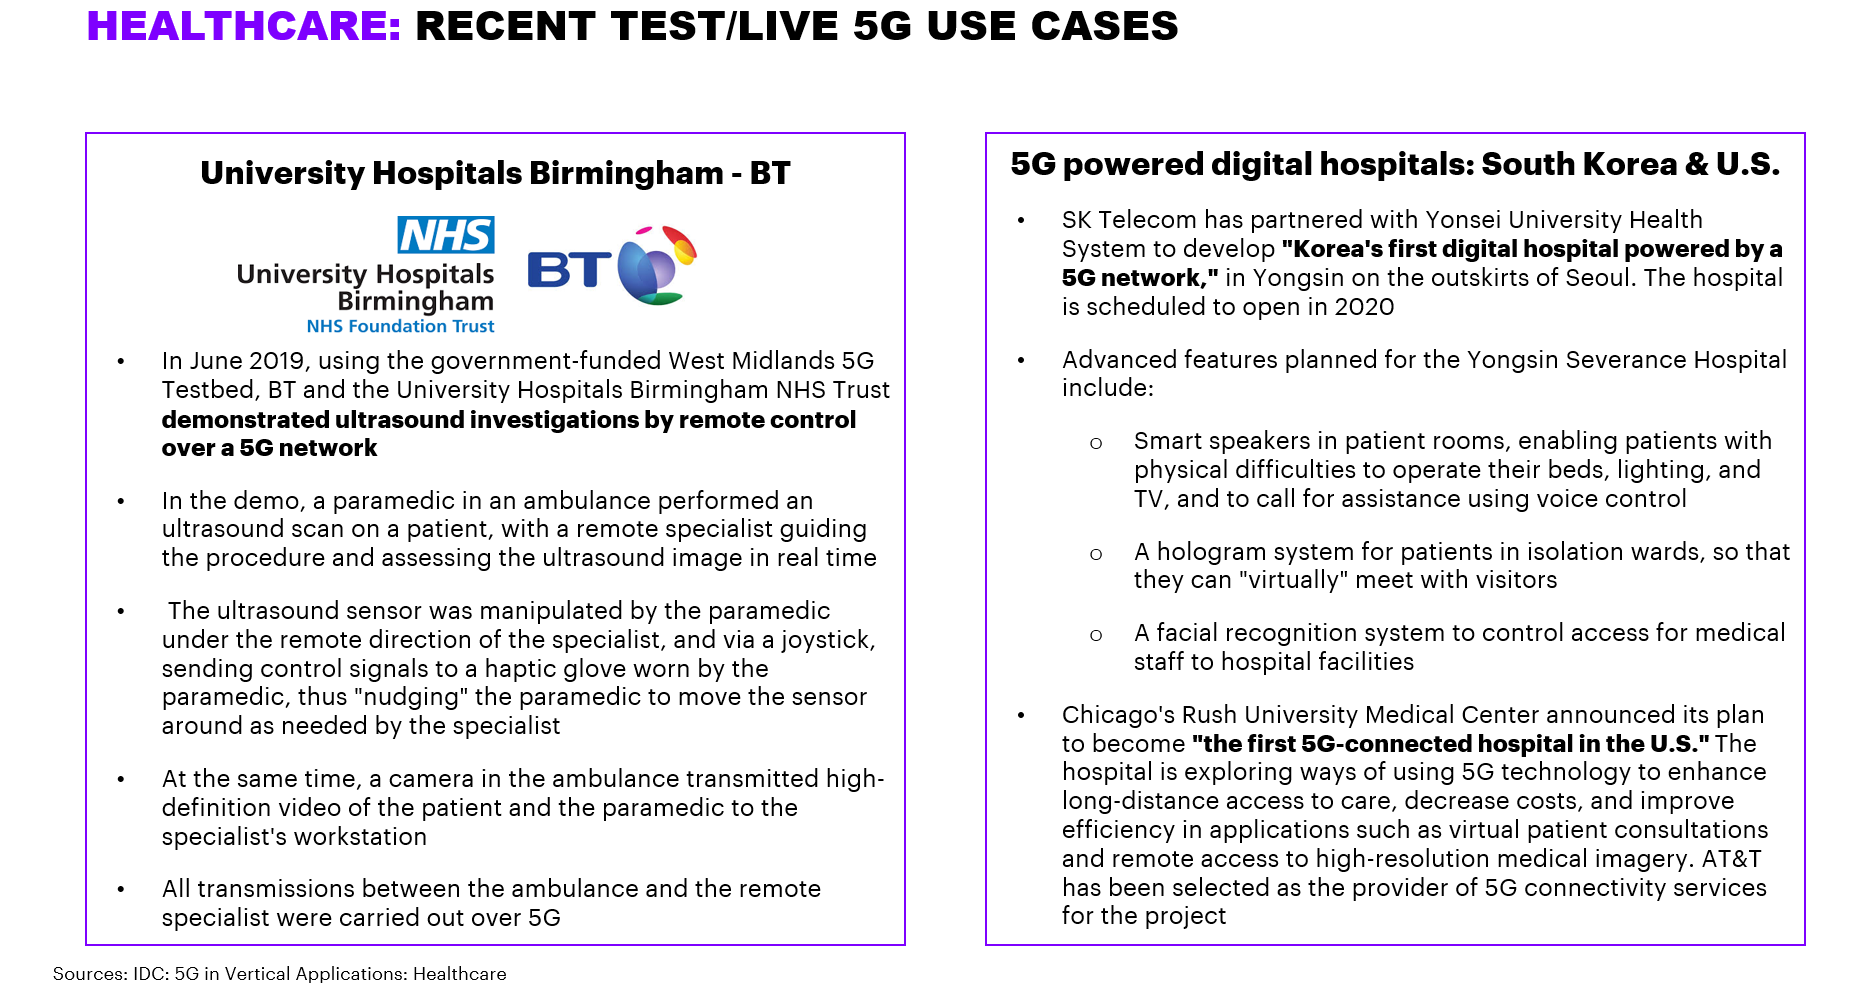 HEALTHCARE: RECENT TEST/LIVE 5G USE CASES
University Hospitals Birmingham - BT
NHS
University Hospitals
Birmingham
NHS Foundation Trust
BT
• In June 2019, using the government-funded West Midlands 5G
Testbed, BT and the University Hospitals Birmingham NHS Trust
demonstrated ultrasound investigations by remote control
over a 5G network
• In the demo, a paramedic in an ambulance performed an
ultrasound scan on a patient, with a remote specialist guiding
the procedure and assessing the ultrasound image in real time
• The ultrasound sensor was manipulated by the paramedic
under the remote direction of the specialist, and via a joystick,
sending control signals to a haptic glove worn by the
paramedic, thus "nudging" the paramedic to move the sensor
around as needed by the specialist
• At the same time, a camera in the ambulance transmitted high-
definition video of the patient and the paramedic to the
specialist's workstation
• All transmissions between the ambulance and the remote
specialist were carried out over 5G
5G powered digital hospitals: South Korea & U.S.
• SK Telecom has partnered with Yonsei University Health
System to develop "Korea's first digital hospital powered by a
5G network," in Yongsin on the outskirts of Seoul. The hospital
is scheduled to open in 2020
• Advanced features planned for the Yongsin Severance Hospital
include:
o Smart speakers in patient rooms, enabling patients with
physical difficulties to operate their beds, lighting, and
TV, and to call for assistance using voice control
o A hologram system for patients in isolation wards, so that
they can "virtually" meet with visitors
o A facial recognition system to control access for medical
staff to hospital facilities
• Chicago's Rush University Medical Center announced its plan
to become "the first 5G-connected hospital in the U.S." The
hospital is exploring ways of using 5G technology to enhance
long-distance access to care, decrease costs, and improve
efficiency in applications such as virtual patient consultations
and remote access to high-resolution medical imagery. AT&T
has been selected as the provider of 5G connectivity services
for the project
Sources: IDC: 5G in Vertical Applications: Healthcare